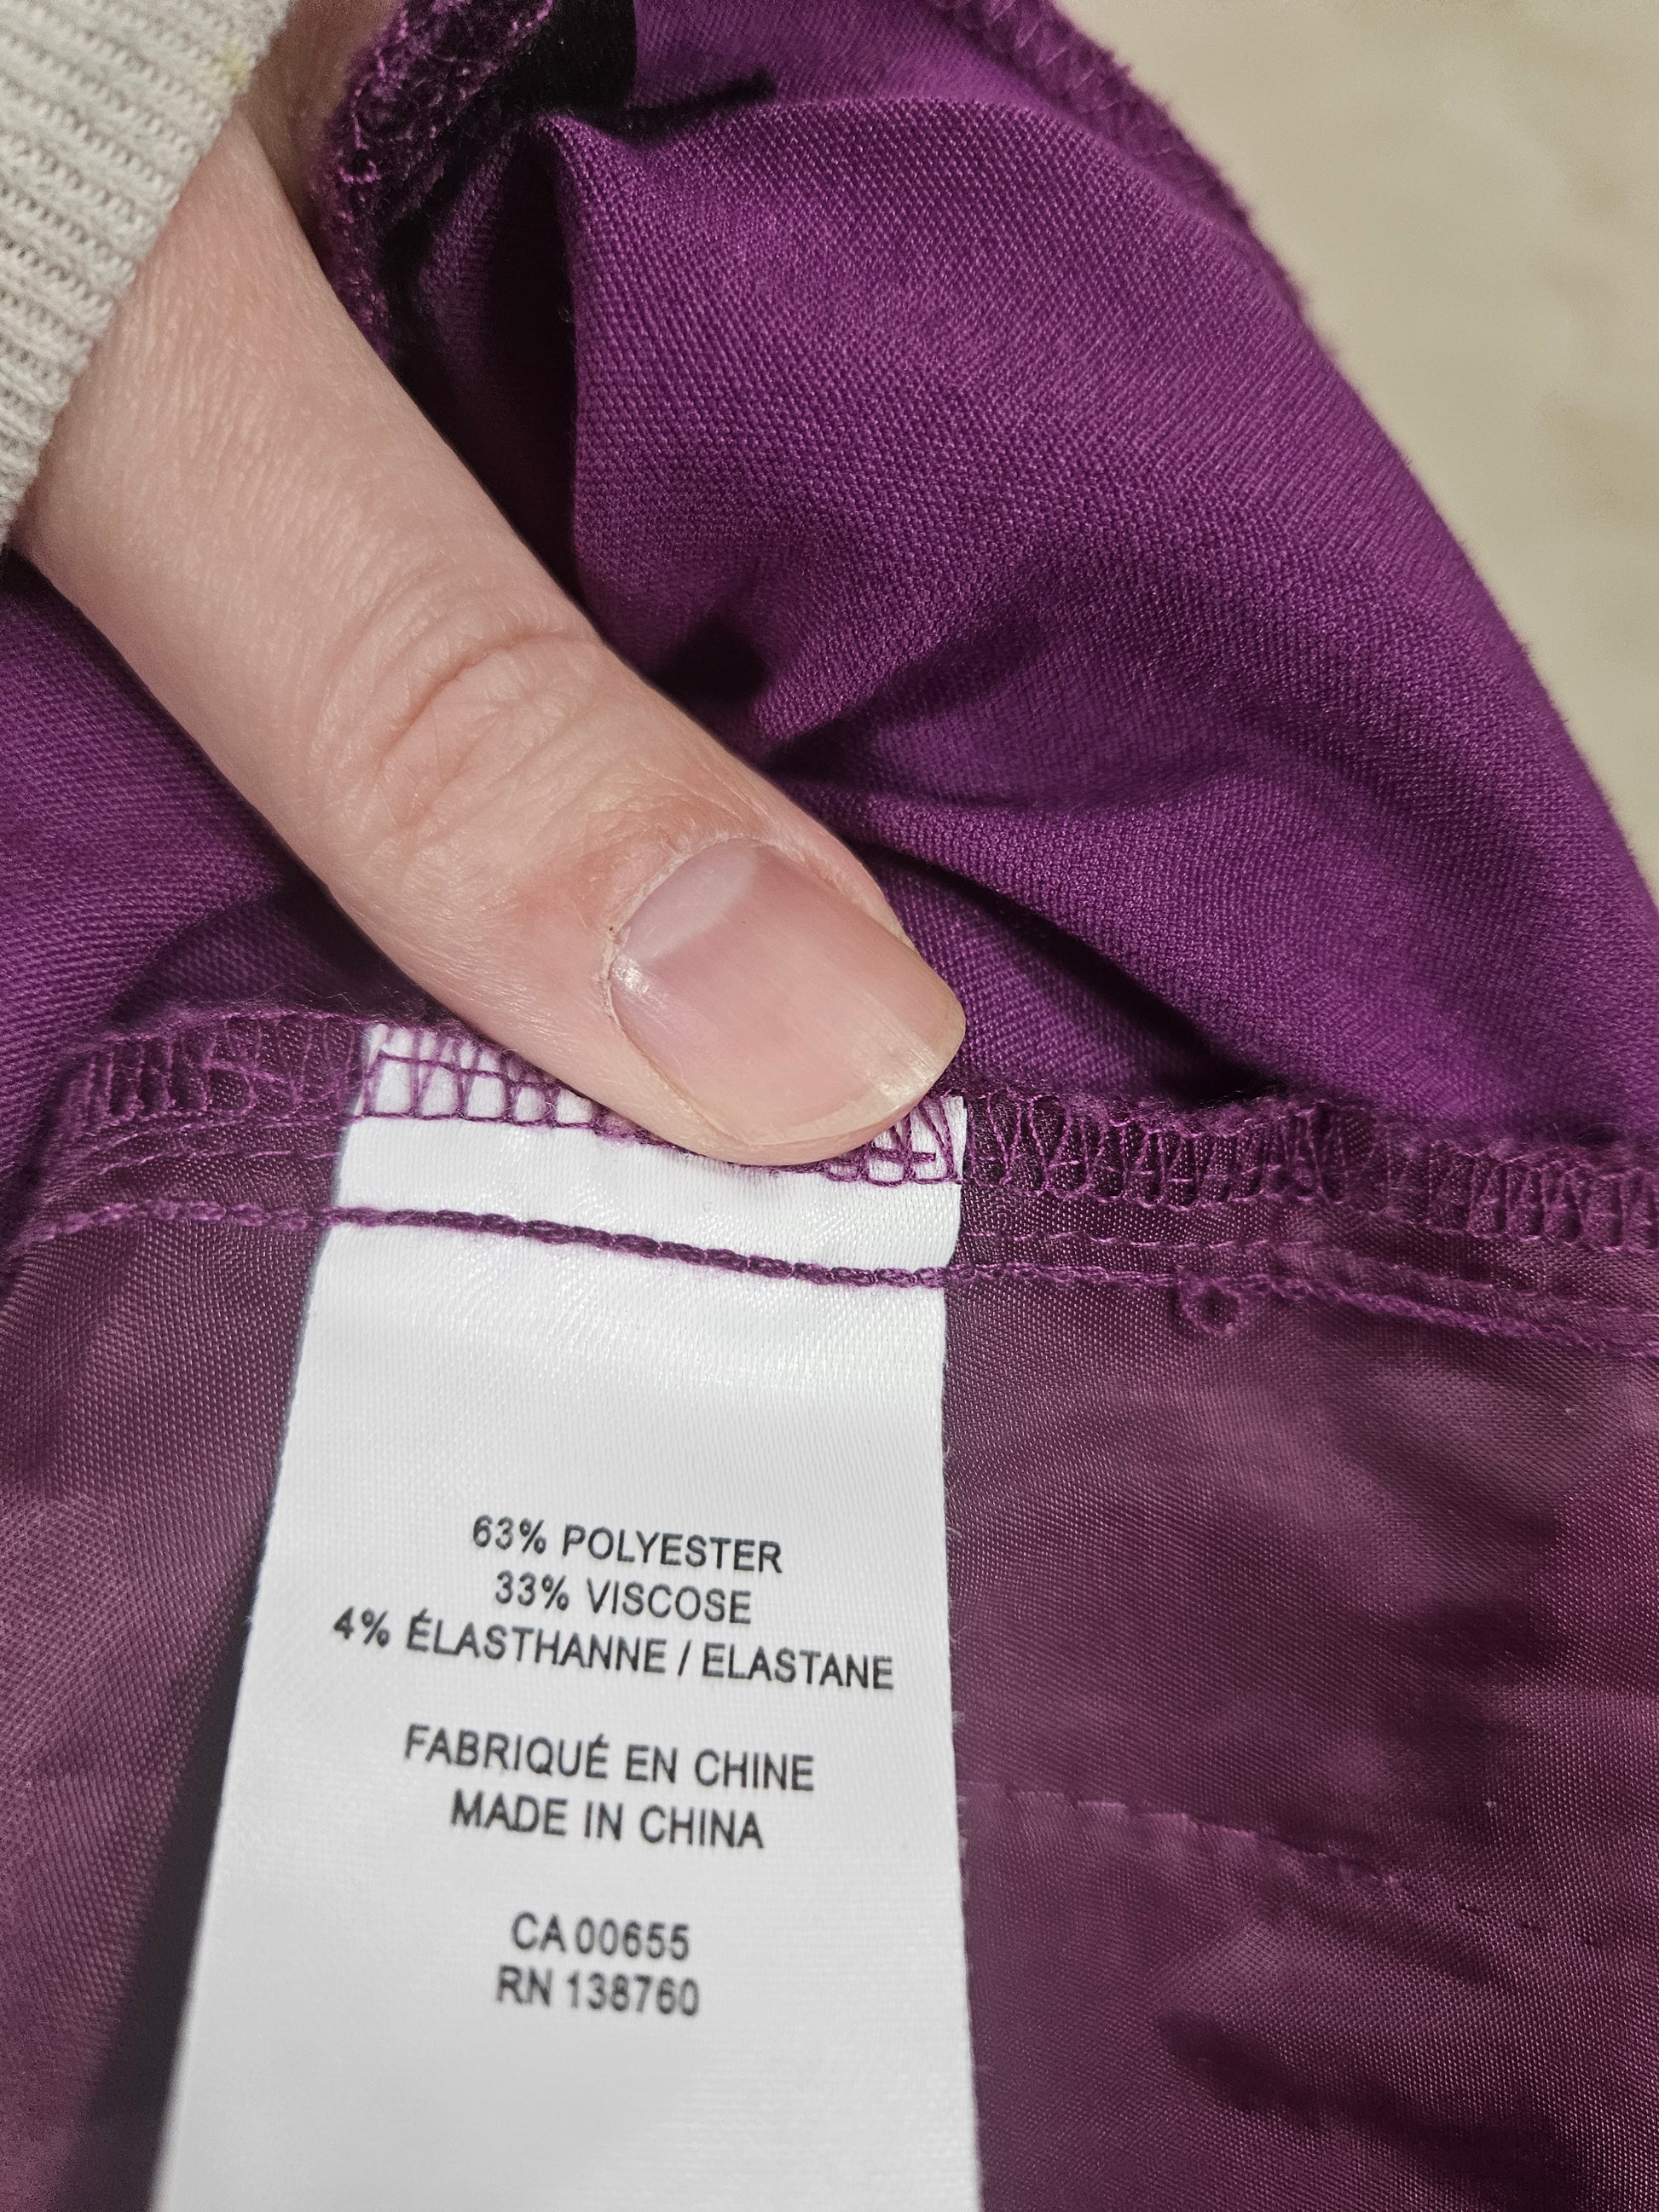 63% POLYESTER
33% VISCOSE
4% ÉLASTHANNE / ELASTANE
FABRIQUÉ EN CHINE
MADE IN CHINA
CA 00655
RN 138760